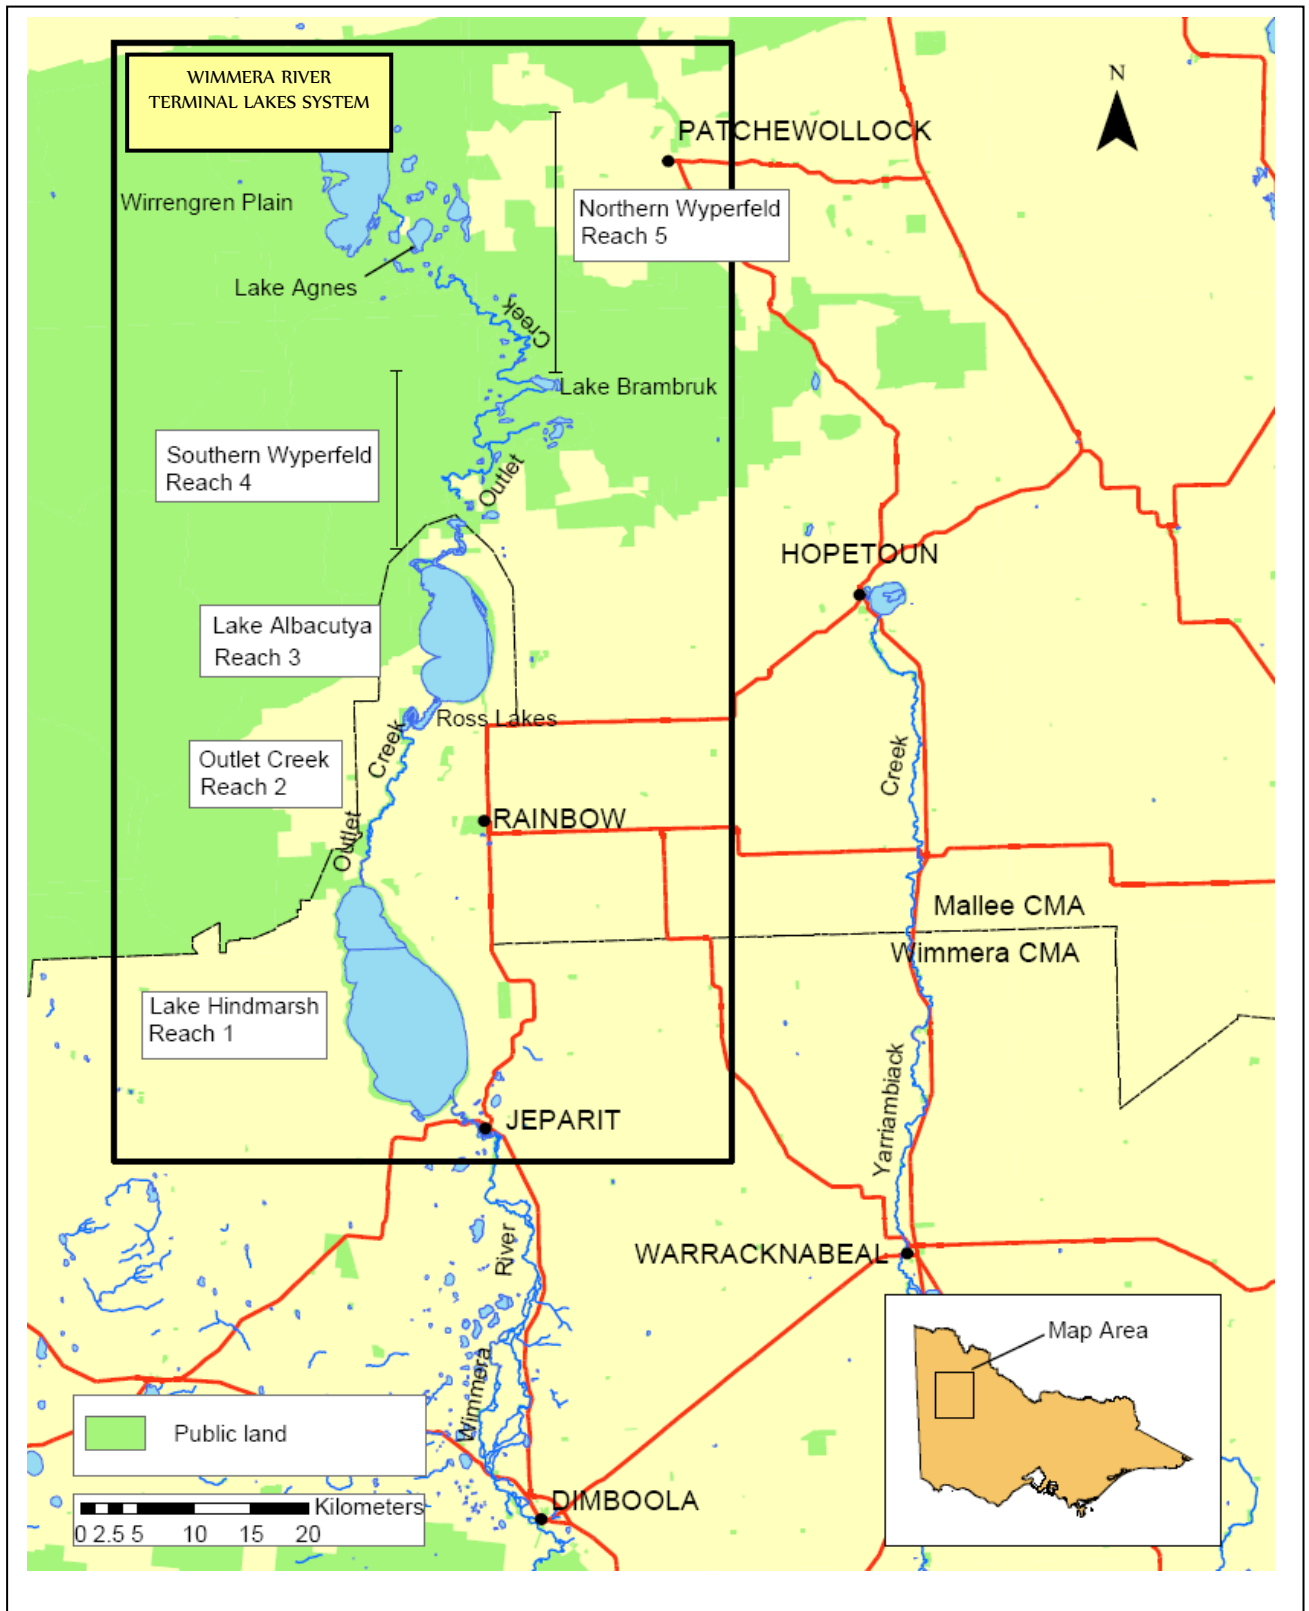 WIMMERA RIVER
TERMINAL LAKES SYSTEM
N
PATCHEWOLLOCK
Wirrengren Plain
Northern Wyperfeld
Reach 5
Lake Agnes
Creek
Lake Brambruk
Southern Wyperfeld
Reach 4
Outlet
HOPETOUN
Lake Albacutya
Reach 3
Ross Lakes
Creek
Outlet Creek
Reach 2
Creek
RAINBOW
Outlet
Mallee CMA
Wimmera CMA
Lake Hindmarsh
Reach 1
Yarriambiack
JEPARIT
River
WARRACKNABEAL
Map Area
Wimmera
Public land
DIMBOOLA
Kilometers
0 2.5 5 10 15 20